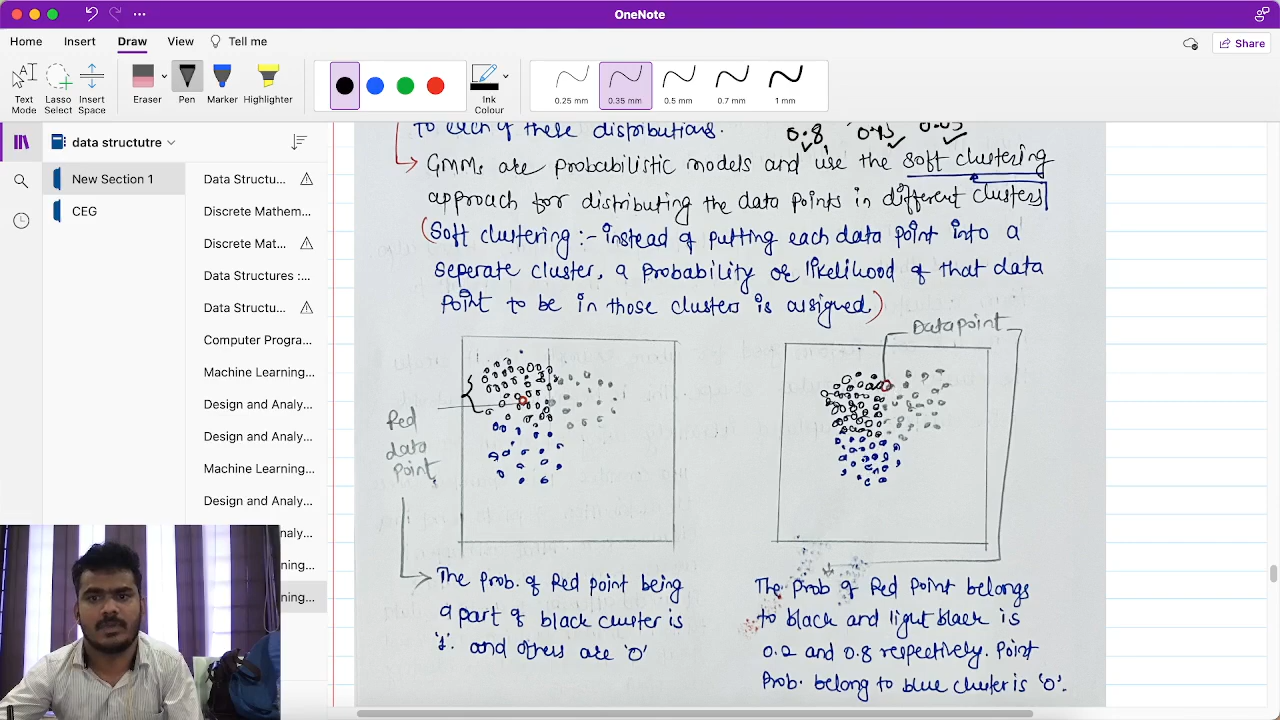 OneNote
Home Insert Draw View Tell me
Share
Text Mode
Lasso Select
Insert Space
Eraser
Pen
Marker
Highlighter
Ink Colour
0.25 mm
0.35 mm
0.5 mm
0.7 mm
1 mm
data structutre
New Section 1
CEG
Data Structu...
Discrete Mathem...
Discrete Mat...
Data Structures :...
Data Structu...
Computer Progra...
Machine Learning...
Design and Analy...
Design and Analy...
Machine Learning...
Design and Analy...
to each of these distributions. 0.8 0.15 0.05
GMMs are probabilistic models and use the soft clustering
approach for distributing the data points in different clusters
(Soft clustering :- instead of putting each data point into a
seperate cluster, a probability or likelihood of that data
point to be in those clusters is assigned)
Data point
Red
data
point
The prob. of Red point being
a part of black cluster is
'1'. and others are '0'
The prob of Red Point belongs
to black and light black is
0.2 and 0.8 respectively. Point
Prob. belong to blue cluster is '0'.